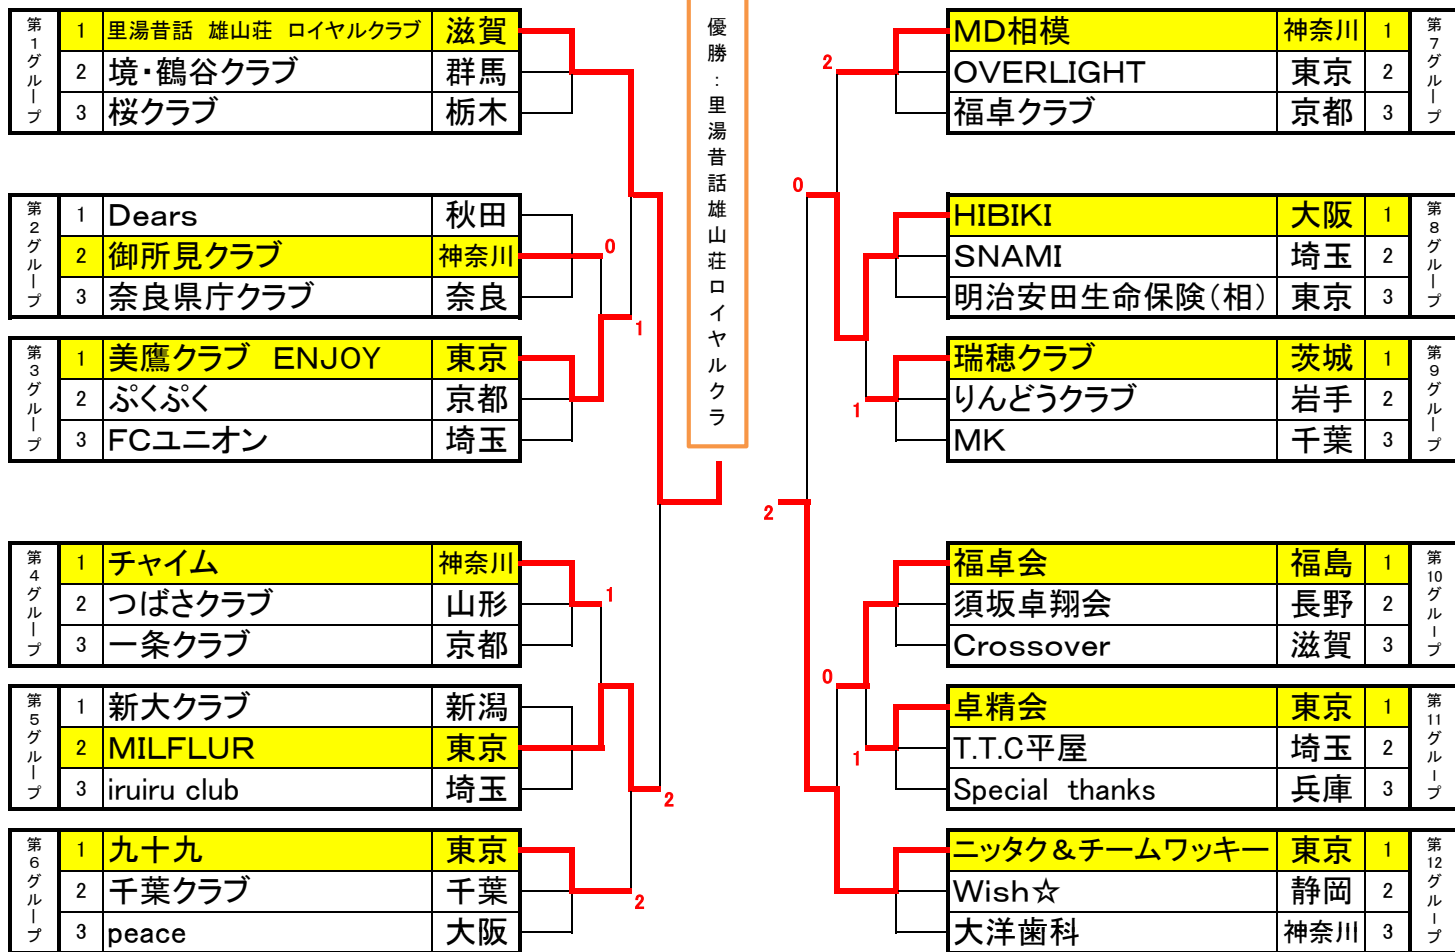 第1グループ
1 里湯昔話 雄山荘 ロイヤルクラブ 滋賀
2 境・鶴谷クラブ 群馬
3 桜クラブ 栃木
第2グループ
1 Dears 秋田
2 御所見クラブ 神奈川
3 奈良県庁クラブ 奈良
0
第3グループ
1 美鷹クラブ ENJOY 東京
2 ぷくぷく 京都
3 FCユニオン 埼玉
1
第4グループ
1 チャイム 神奈川
2 つばさクラブ 山形
3 一条クラブ 京都
1
第5グループ
1 新大クラブ 新潟
2 MILFLUR 東京
3 iruiru club 埼玉
2
第6グループ
1 九十九 東京
2 千葉クラブ 千葉
3 peace 大阪
2
優勝:里湯昔話雄山荘ロイヤルクラ
2
MD相模 神奈川 1
OVERLIGHT 東京 2
福卓クラブ 京都 3
第7グループ
2
0
HIBIKI 大阪 1
SNAMI 埼玉 2
明治安田生命保険(相) 東京 3
第8グループ
瑞穂クラブ 茨城 1
りんどうクラブ 岩手 2
MK 千葉 3
第9グループ
1
福卓会 福島 1
須坂卓翔会 長野 2
Crossover 滋賀 3
第10グループ
0
卓精会 東京 1
T.T.C平屋 埼玉 2
Special thanks 兵庫 3
第11グループ
1
ニッタク&チームワッキー 東京 1
Wish☆ 静岡 2
大洋歯科 神奈川 3
第12グループ